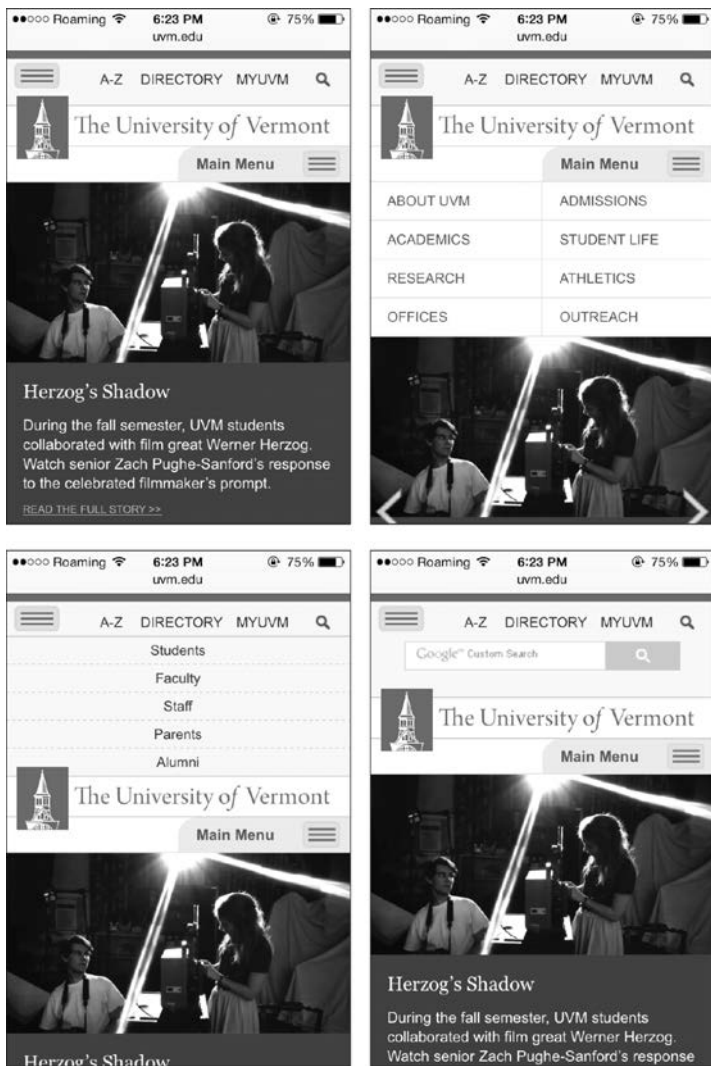 Roaming 6:23 PM 75%
uvm.edu
A-Z DIRECTORY MYUVM
The University of Vermont
Main Menu
Herzog's Shadow
During the fall semester, UVM students
collaborated with film great Werner Herzog.
Watch senior Zach Pughe-Sanford's response
to the celebrated filmmaker's prompt.
READ THE FULL STORY >>
Roaming 6:23 PM 75%
uvm.edu
A-Z DIRECTORY MYUVM
The University of Vermont
Main Menu
ABOUT UVM ADMISSIONS
ACADEMICS STUDENT LIFE
RESEARCH ATHLETICS
OFFICES OUTREACH
Roaming 6:23 PM 75%
uvm.edu
A-Z DIRECTORY MYUVM
Students
Faculty
Staff
Parents
Alumni
The University of Vermont
Main Menu
Herzog's Shadow
Roaming 6:23 PM 75%
uvm.edu
A-Z DIRECTORY MYUVM
Google™ Custom Search
The University of Vermont
Main Menu
Herzog's Shadow
During the fall semester, UVM students
collaborated with film great Werner Herzog.
Watch senior Zach Pughe-Sanford's response